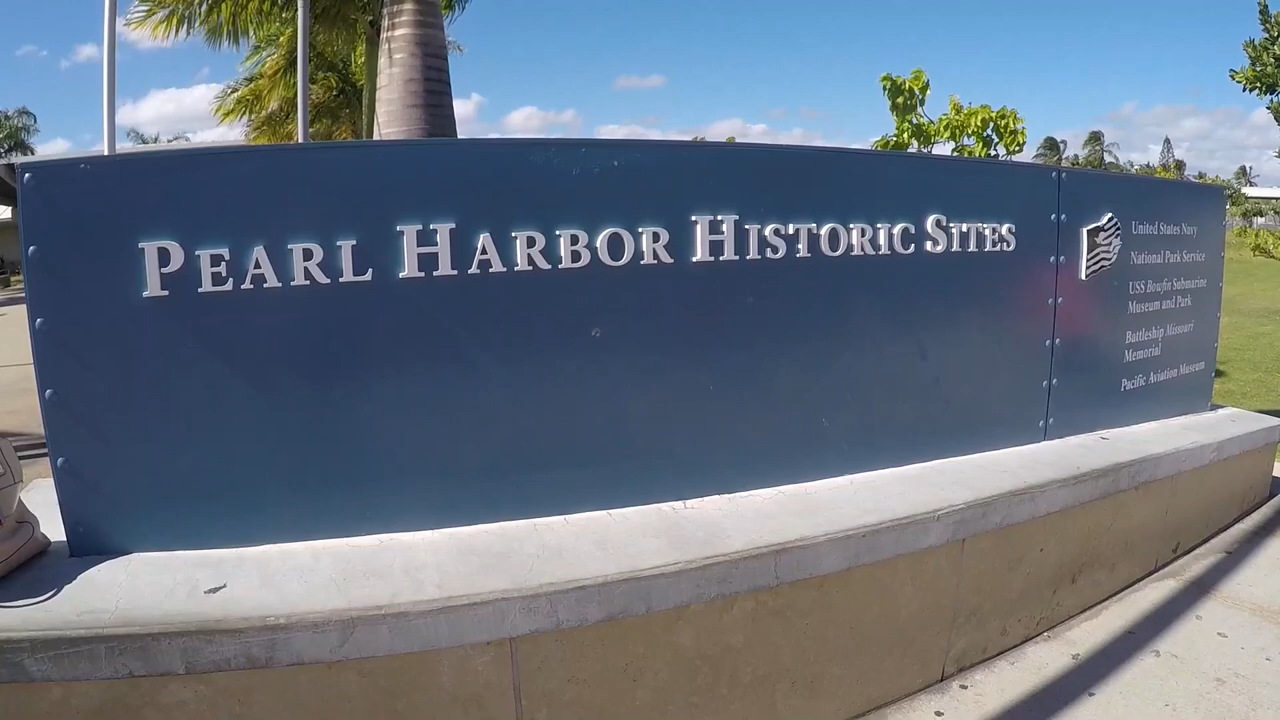 PEARL HARBOR HISTORIC SITES
United States Navy
National Park Service
USS Bowfin Submarine
Museum and Park
Battleship Missouri
Memorial
Pacific Aviation Museum